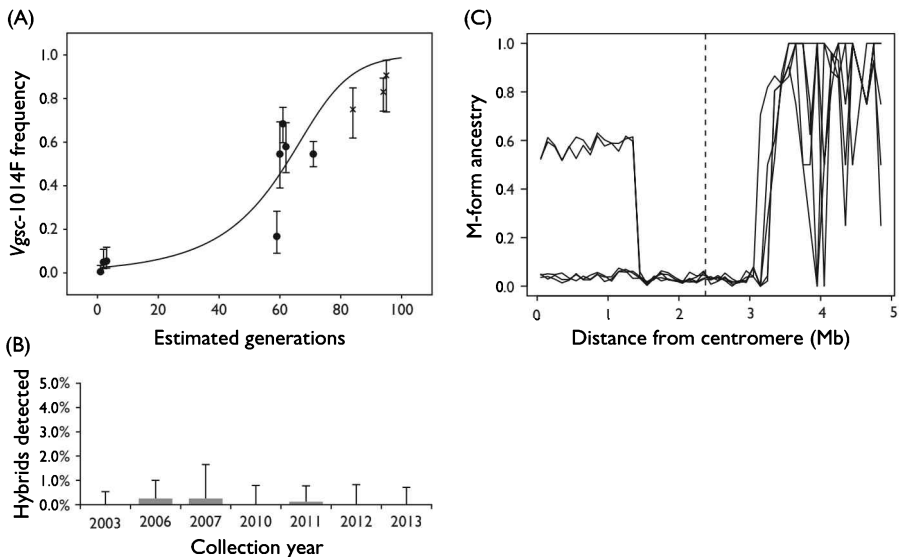 (A)
Vgsc-1014F frequency
1.0
0.8
0.6
0.4
0.2
0.0
0 20 40 60 80 100
Estimated generations
(B)
Hybrids detected
5.0%
4.0%
3.0%
2.0%
1.0%
0.0%
2003 2006 2007 2010 2011 2012 2013
Collection year
(C)
M-form ancestry
1.0
0.8
0.6
0.4
0.2
0.0
0 1 2 3 4 5
Distance from centromere (Mb)